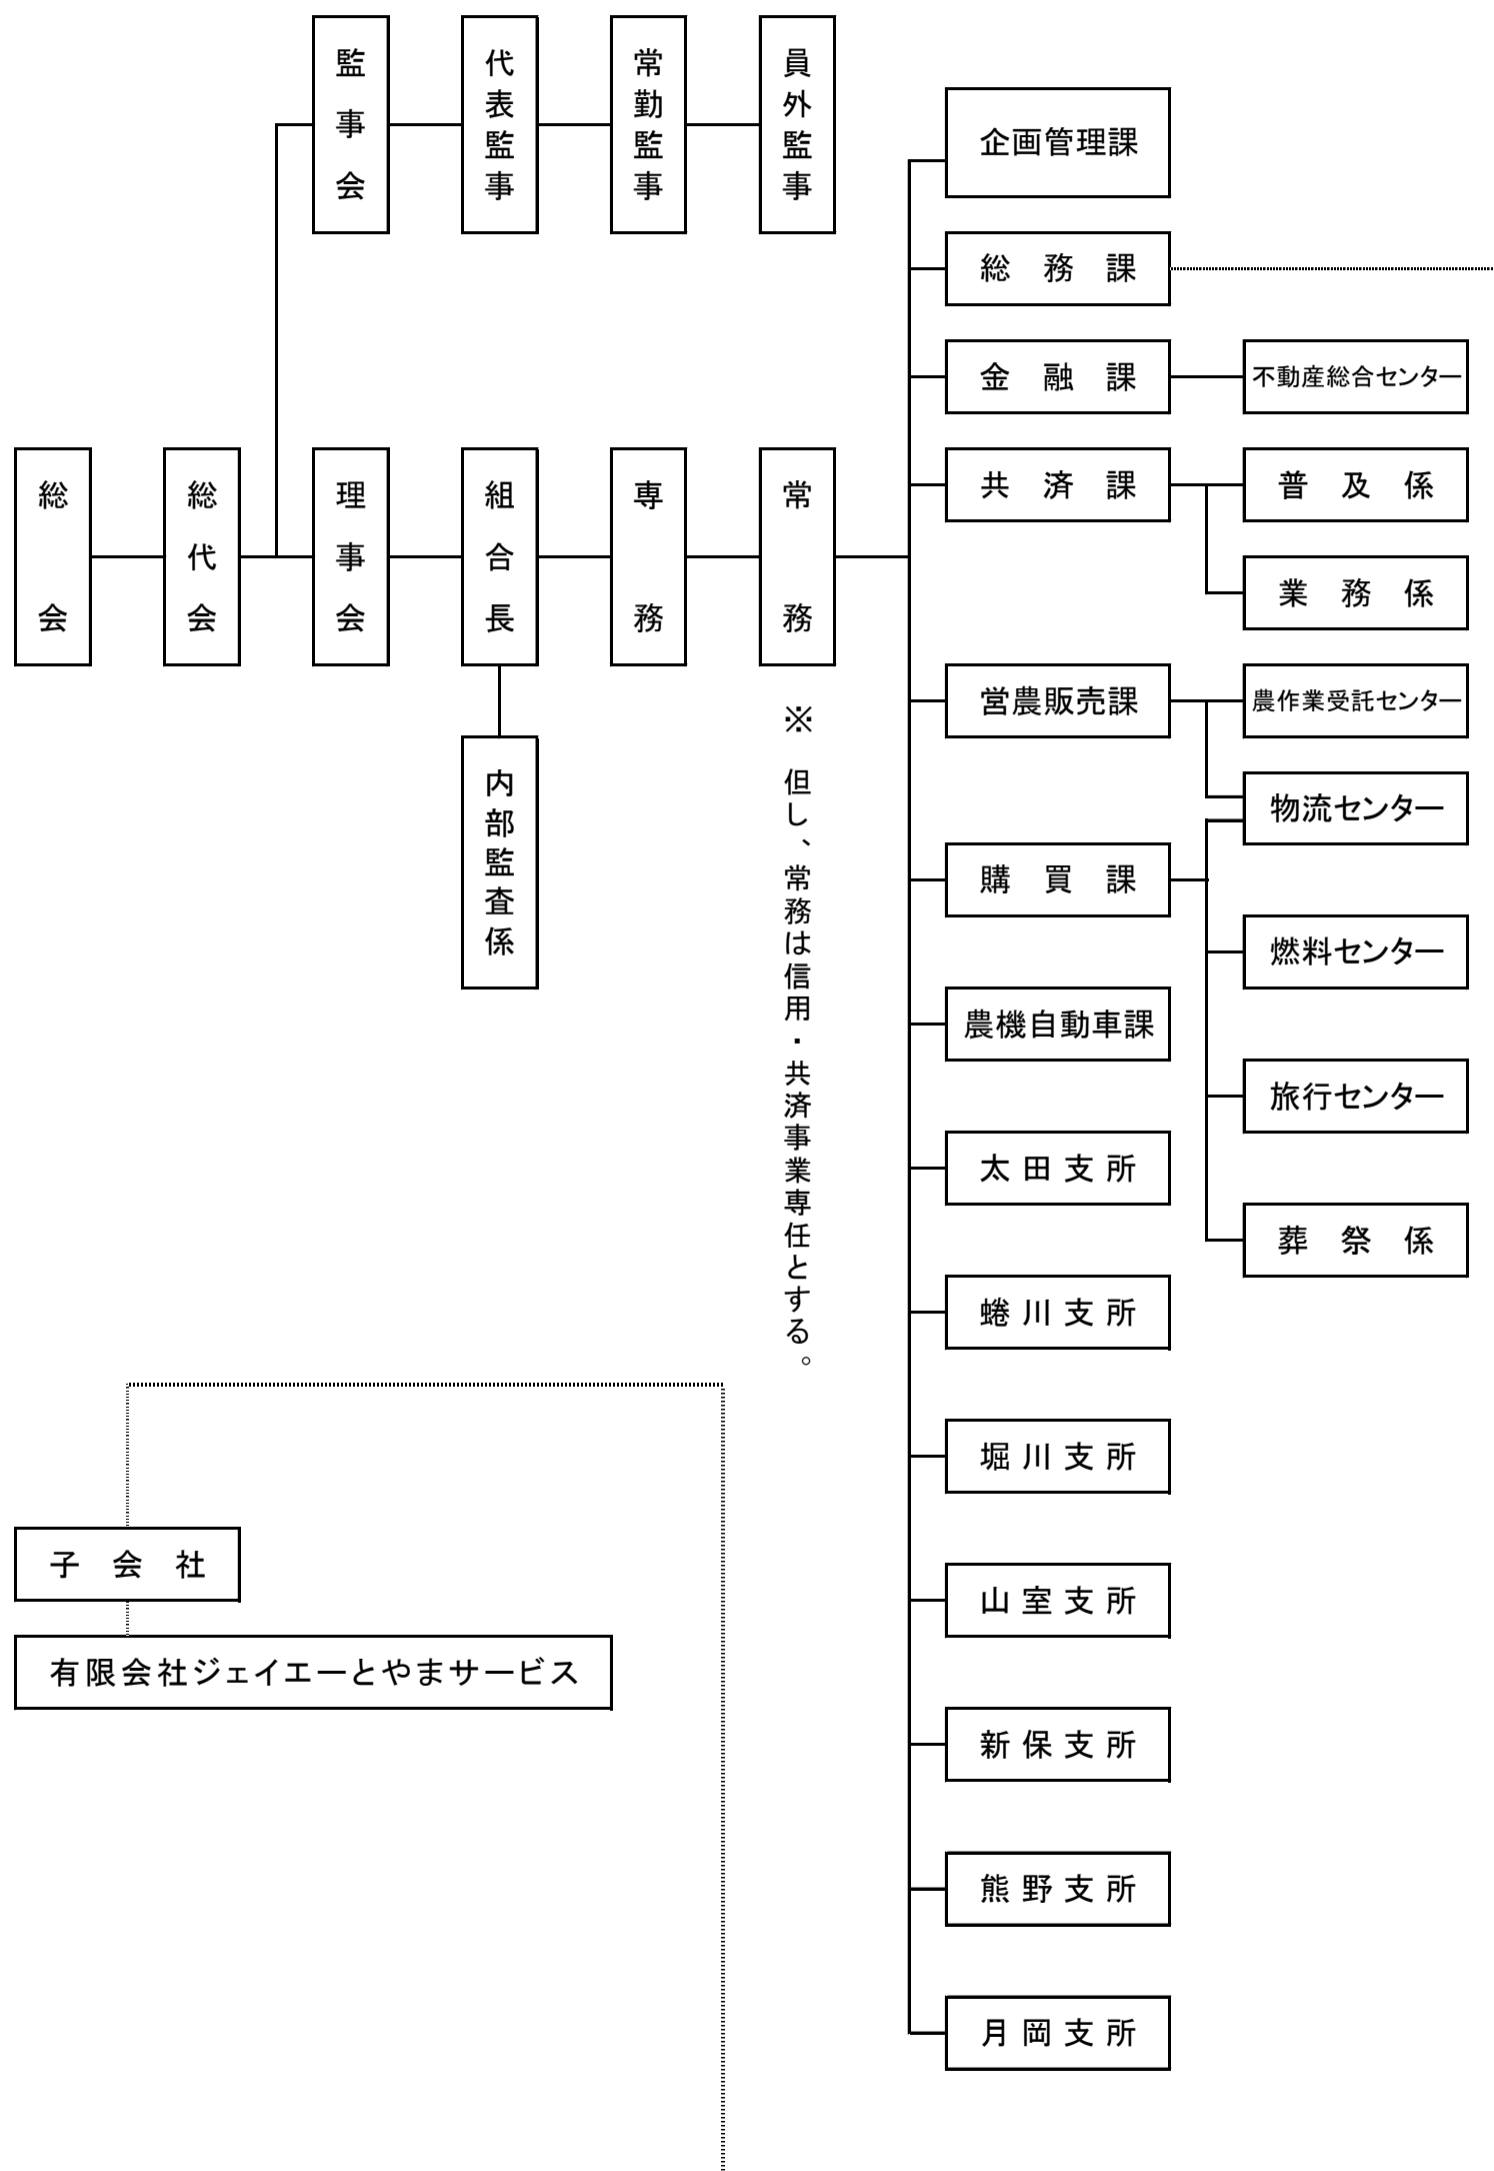 監事会
代表監事
常勤監事
員外監事
企画管理課
総務課
金融課
不動産総合センター
総会
総代会
理事会
組合長
専務
常務
共済課
普及係
業務係
内部監査係
※ 但し、常務は信用・共済事業専任とする。
営農販売課
農作業受託センター
物流センター
購買課
燃料センター
農機自動車課
旅行センター
太田支所
葬祭係
蜷川支所
堀川支所
子会社
有限会社ジェイエーとやまサービス
山室支所
新保支所
熊野支所
月岡支所